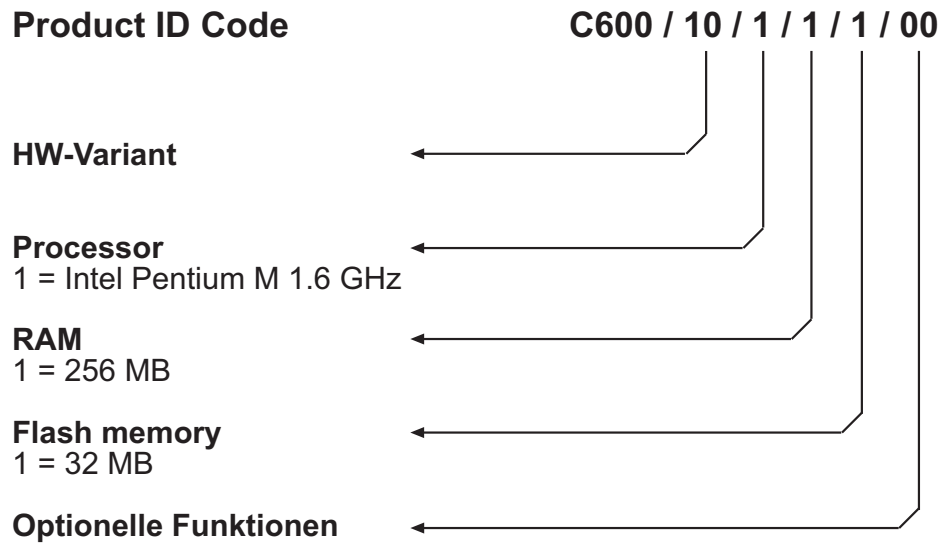 Product ID Code C600 / 10 / 1 / 1 / 1 / 00
HW-Variant
Processor
1 = Intel Pentium M 1.6 GHz
RAM
1 = 256 MB
Flash memory
1 = 32 MB
Optionelle Funktionen